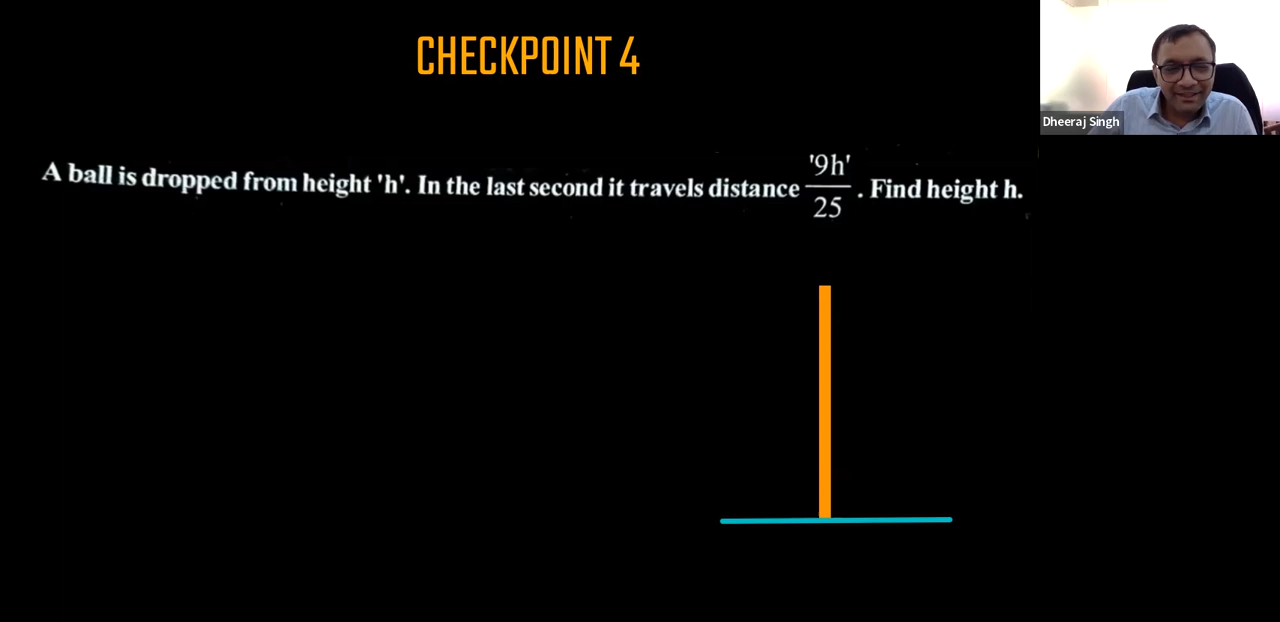 CHECKPOINT 4
Dheeraj Singh
A ball is dropped from height 'h'. In the last second it travels distance '9h'/25 . Find height h.